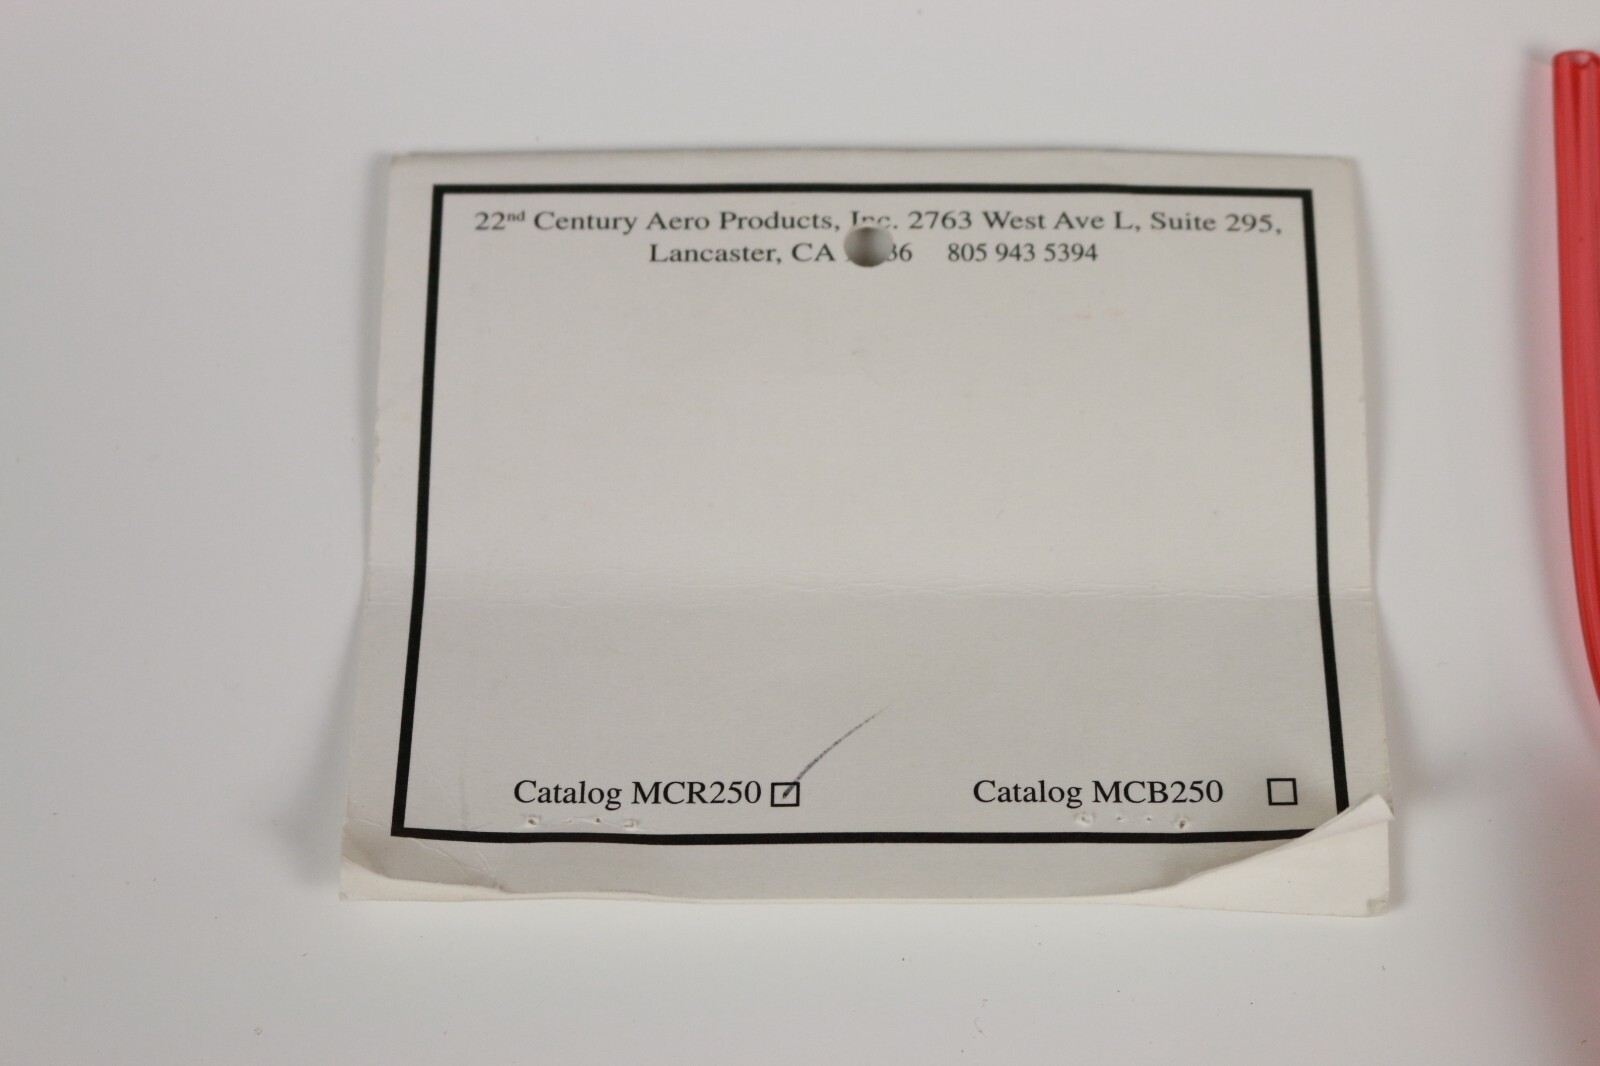 22nd Century Aero Products, Inc. 2763 West Ave L, Suite 295,
Lancaster, CA 805 943 5394
Catalog MCR250
Catalog MCB250